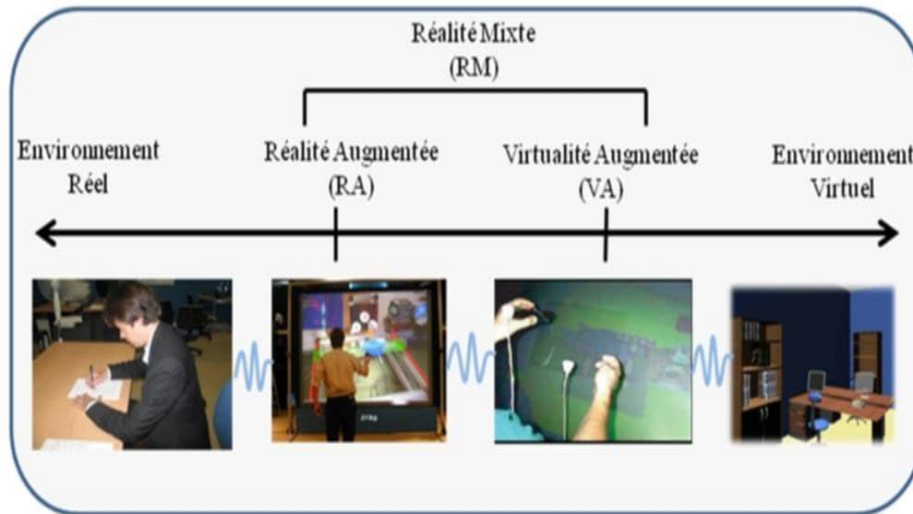 Réalité Mixte
(RM)
Environnement
Réel
Réalité Augmentée
(RA)
Virtualité Augmentée
(VA)
Environnement
Virtuel